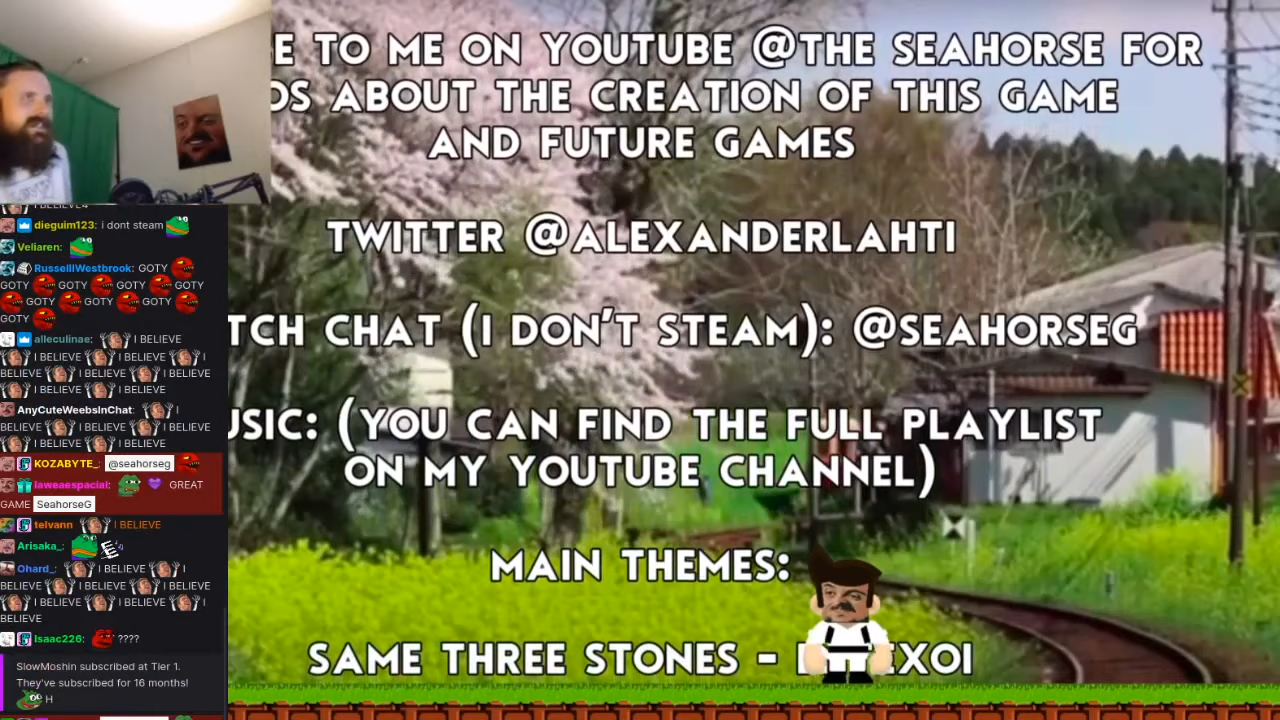 E TO ME ON YOUTUBE @THE SEAHORSE FOR
OS ABOUT THE CREATION OF THIS GAME
AND FUTURE GAMES
TWITTER @ALEXANDERLAHTI
TCH CHAT (I DON'T STEAM): @SEAHORSEG
USIC: (YOU CAN FIND THE FULL PLAYLIST
ON MY YOUTUBE CHANNEL)
MAIN THEMES:
SAME THREE STONES - EXOI
dieguim123: i dont steam
Veliaren:
RusselllWestbrook: GOTY
GOTY GOTY GOTY GOTY
GOTY GOTY GOTY
GOTY
alleculinae: I BELIEVE
I BELIEVE I BELIEVE I
BELIEVE I BELIEVE I BELIEVE
I BELIEVE I BELIEVE
AnyCuteWeebsInChat: I
BELIEVE I BELIEVE I BELIEVE
I BELIEVE I BELIEVE
KOZABYTE_: @seahorseg
laweaespacial: GREAT
GAME SeahorseG
telvann I BELIEVE
Arisaka_:
Ohard_: I BELIEVE I
BELIEVE I BELIEVE I BELIEVE
I BELIEVE I BELIEVE I
BELIEVE
Isaac226: ????
SlowMoshin subscribed at Tier 1.
They've subscribed for 16 months!
H